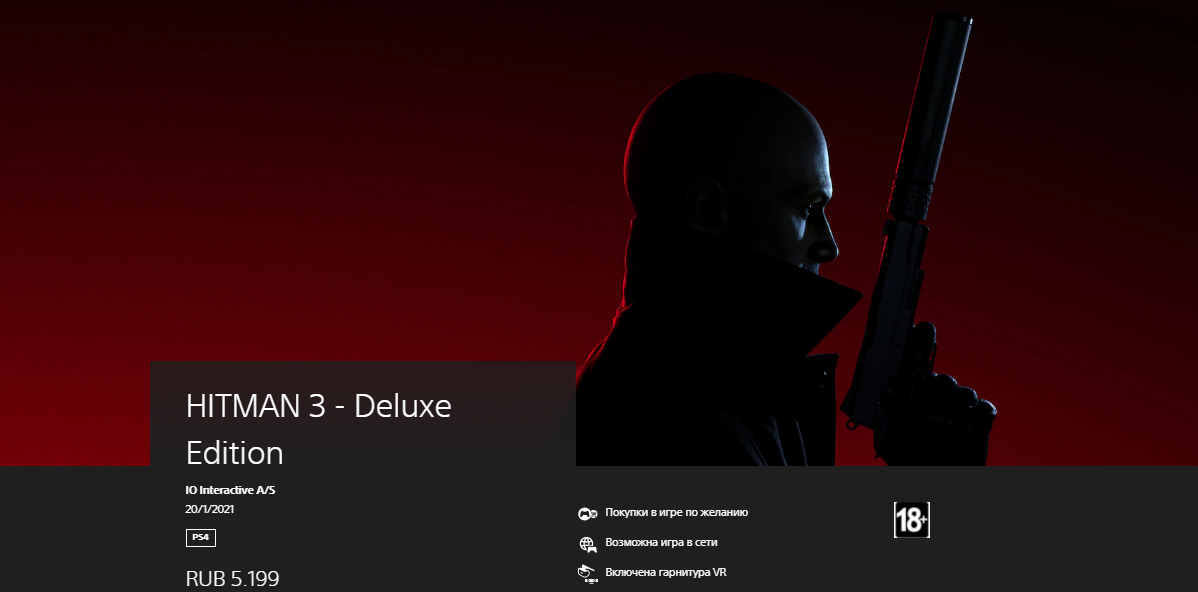 HITMAN 3 - Deluxe
Edition
IO Interactive A/S
20/1/2021
PS4
RUB 5.199
Покупки в игре по желанию
Возможна игра в сети
Включена гарнитура VR
18+